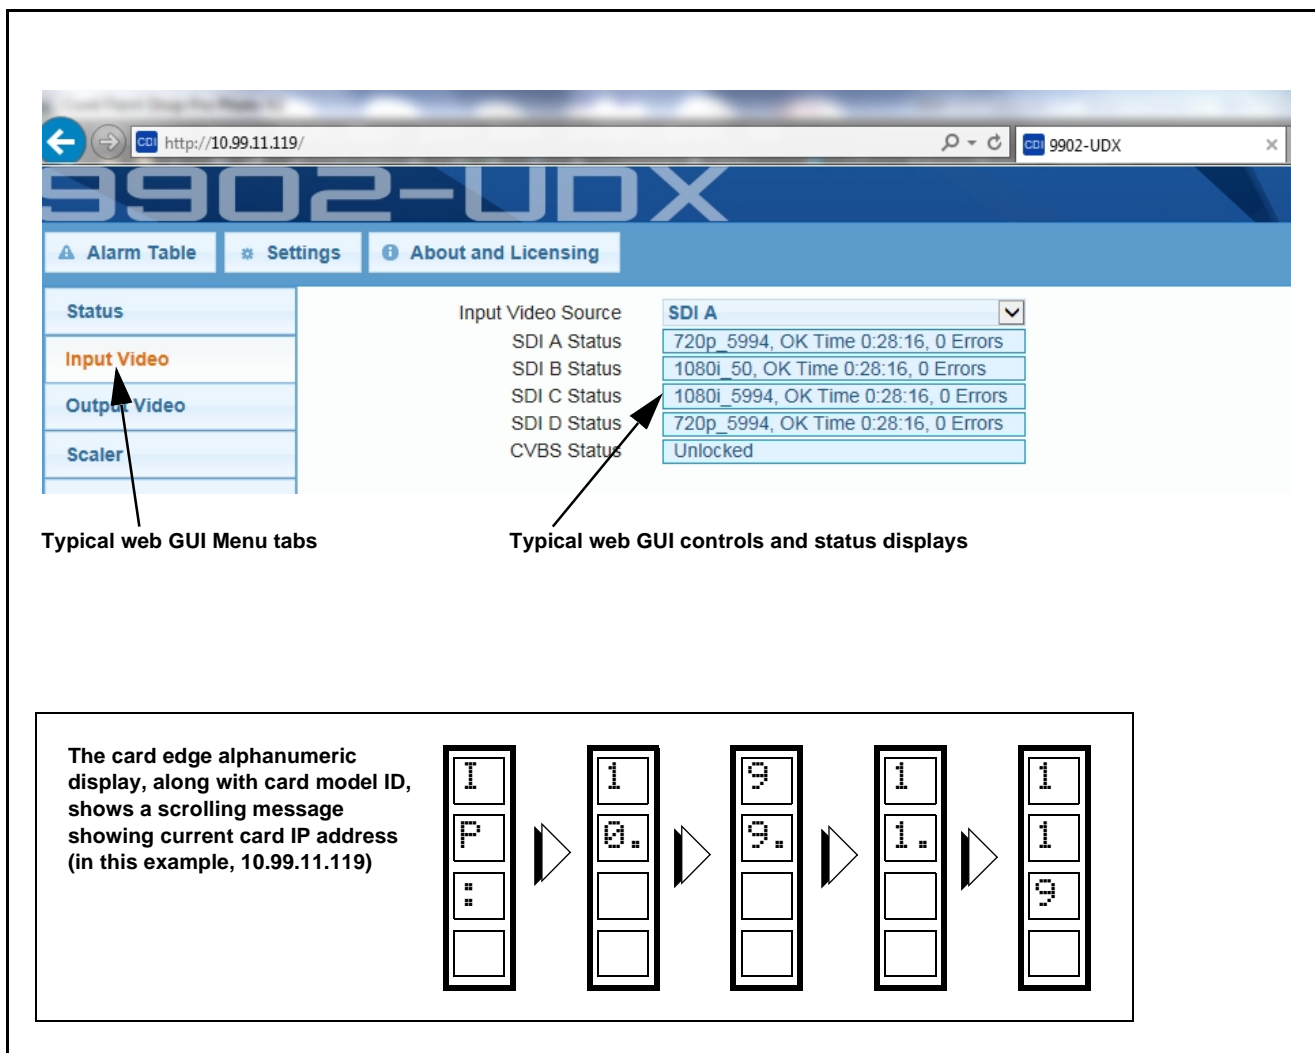 http://10.99.11.119/
CDI 9902-UDX
9902-UDX
Alarm Table Settings About and Licensing
Status
Input Video
Output Video
Scaler
Input Video Source SDI A
SDI A Status 720p_5994, OK Time 0:28:16, 0 Errors
SDI B Status 1080i_50, OK Time 0:28:16, 0 Errors
SDI C Status 1080i_5994, OK Time 0:28:16, 0 Errors
SDI D Status 720p_5994, OK Time 0:28:16, 0 Errors
CVBS Status Unlocked
Typical web GUI Menu tabs
Typical web GUI controls and status displays
The card edge alphanumeric
display, along with card model ID,
shows a scrolling message
showing current card IP address
(in this example, 10.99.11.119)
I 1 9 1 1
P 0. 9. 1. 1
: 9